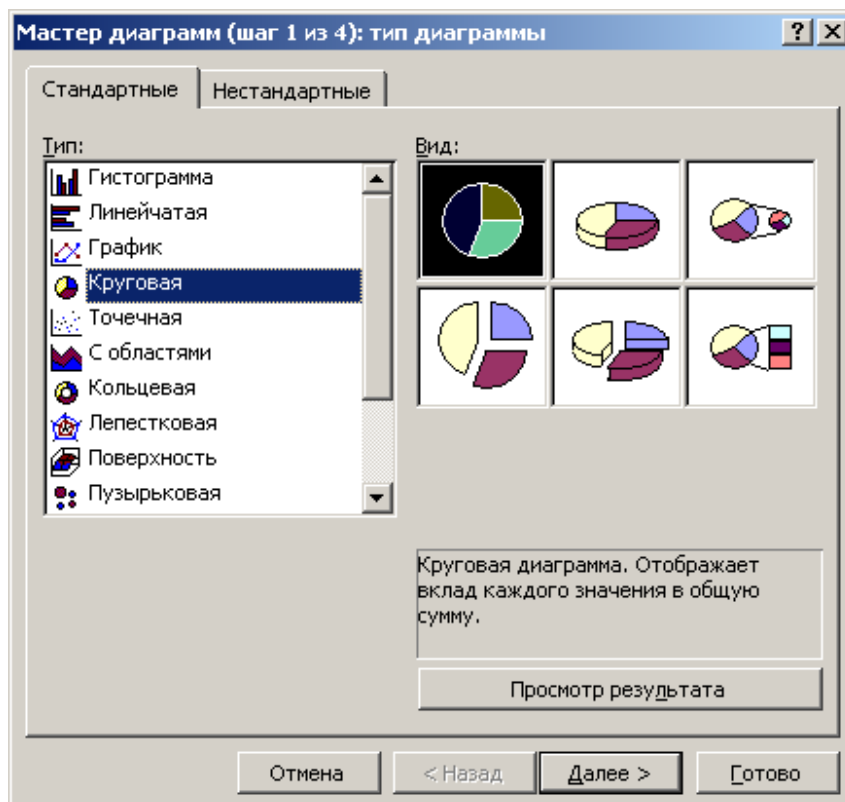 Мастер диаграмм (шаг 1 из 4): тип диаграммы
Стандартные
Нестандартные
Тип:
Гистограмма
Линейчатая
График
Круговая
Точечная
С областями
Кольцевая
Лепестковая
Поверхность
Пузырьковая
Вид:
Круговая диаграмма. Отображает
вклад каждого значения в общую
сумму.
Просмотр результата
Отмена
< Назад
Далее >
Готово